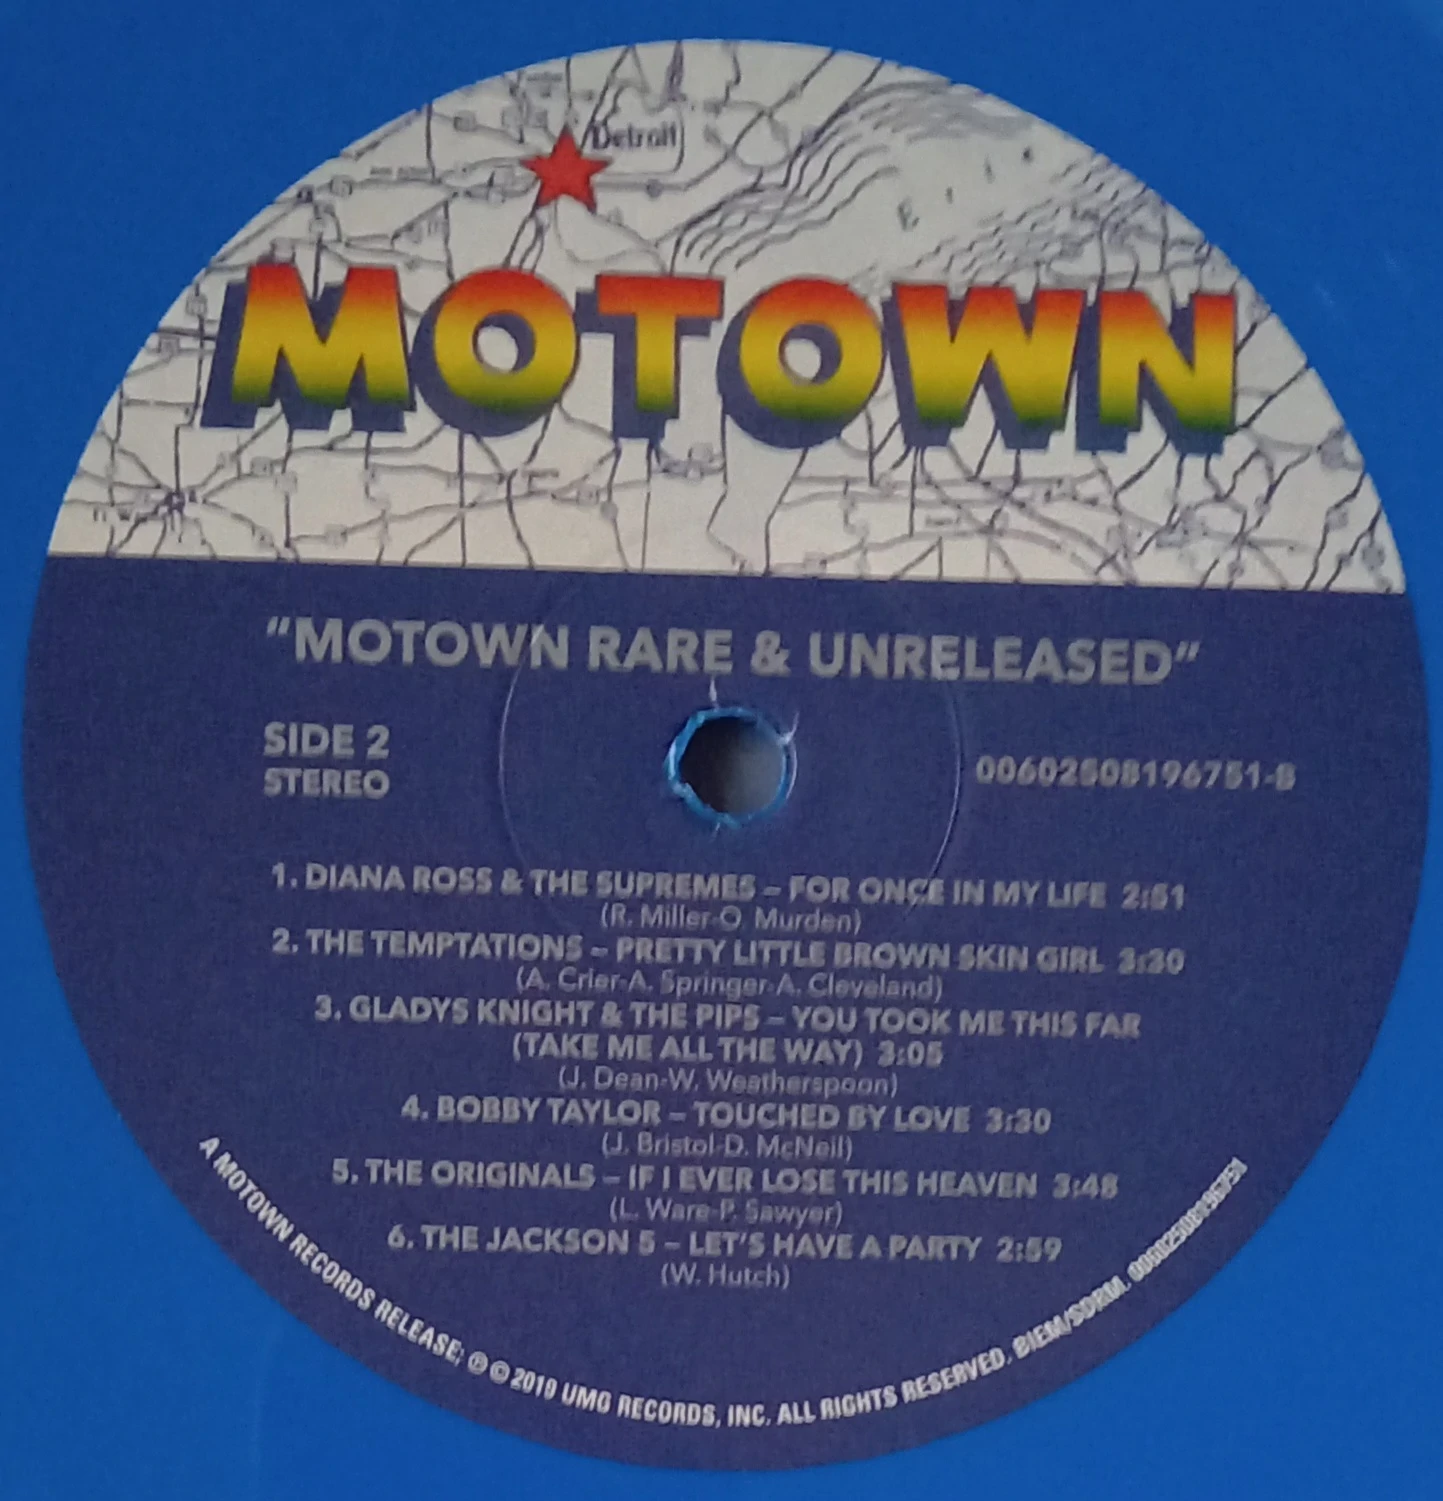 Detroit
E r i e
MOTOWN
"MOTOWN RARE & UNRELEASED"
SIDE 2
STEREO
00602508196751-B
1. DIANA ROSS & THE SUPREMES – FOR ONCE IN MY LIFE 2:51
(R. Miller-O. Murden)
2. THE TEMPTATIONS – PRETTY LITTLE BROWN SKIN GIRL 3:30
(A. Crier-A. Springer-A. Cleveland)
3. GLADYS KNIGHT & THE PIPS – YOU TOOK ME THIS FAR
(TAKE ME ALL THE WAY) 3:05
(J. Dean-W. Weatherspoon)
4. BOBBY TAYLOR – TOUCHED BY LOVE 3:30
(J. Bristol-D. McNeil)
5. THE ORIGINALS – IF I EVER LOSE THIS HEAVEN 3:48
(L. Ware-P. Sawyer)
6. THE JACKSON 5 – LET'S HAVE A PARTY 2:59
(W. Hutch)
A MOTOWN RECORDS RELEASE; ℗ © 2019 UMG RECORDS, INC. ALL RIGHTS RESERVED. BIEM/SDRM. 00602508196751